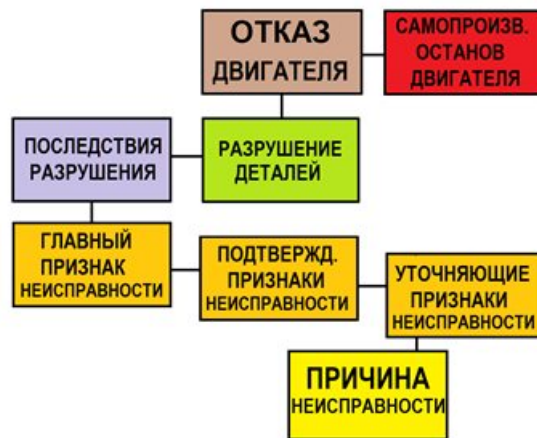 ОТКАЗ
ДВИГАТЕЛЯ
САМОПРОИЗВ.
ОСТАНОВ
ДВИГАТЕЛЯ
ПОСЛЕДСТВИЯ
РАЗРУШЕНИЯ
РАЗРУШЕНИЕ
ДЕТАЛЕЙ
ГЛАВНЫЙ
ПРИЗНАК
НЕИСПРАВНОСТИ
ПОДТВЕРЖД.
ПРИЗНАКИ
НЕИСПРАВНОСТИ
УТОЧНЯЮЩИЕ
ПРИЗНАКИ
НЕИСПРАВНОСТИ
ПРИЧИНА
НЕИСПРАВНОСТИ